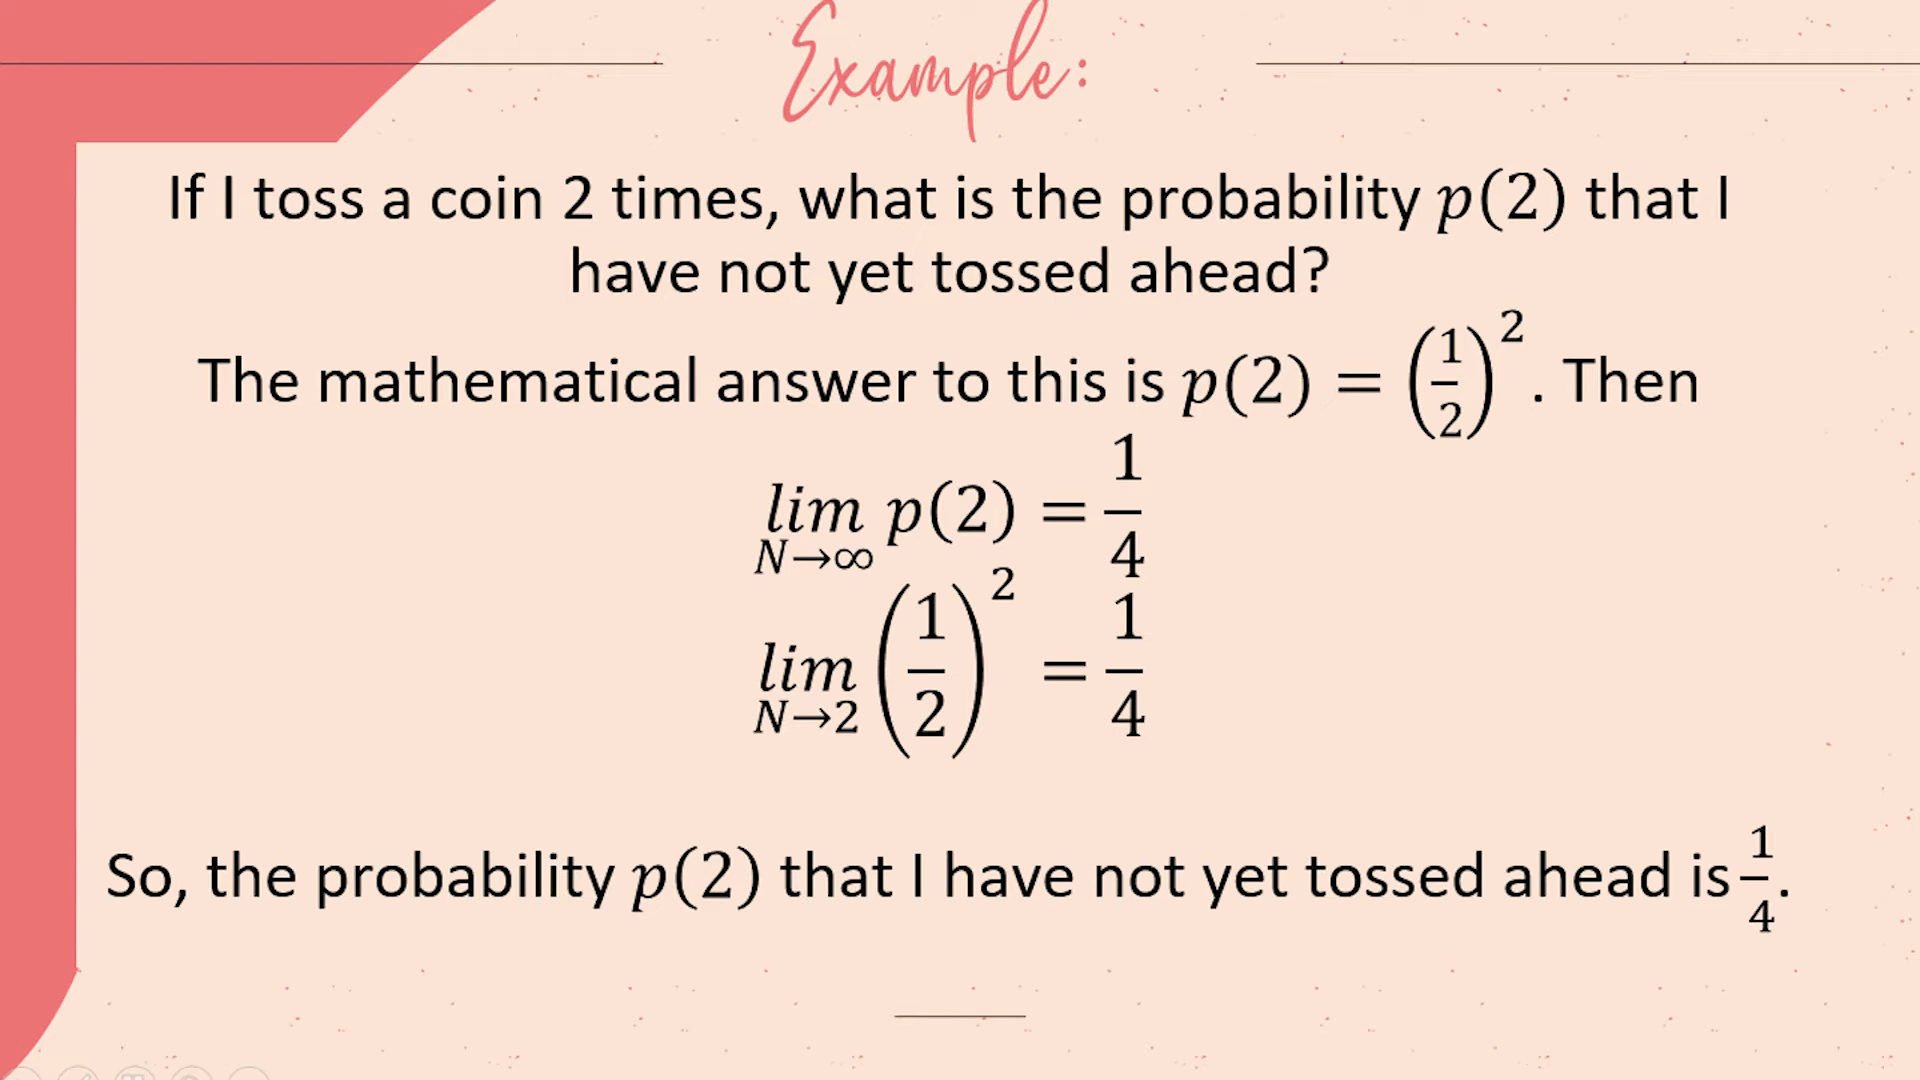 Example:
If I toss a coin 2 times, what is the probability p(2) that I
have not yet tossed ahead?
The mathematical answer to this is p(2) = (1/2)^2. Then
lim N→∞ p(2) = 1/4
lim N→2 (1/2)^2 = 1/4
So, the probability p(2) that I have not yet tossed ahead is 1/4.